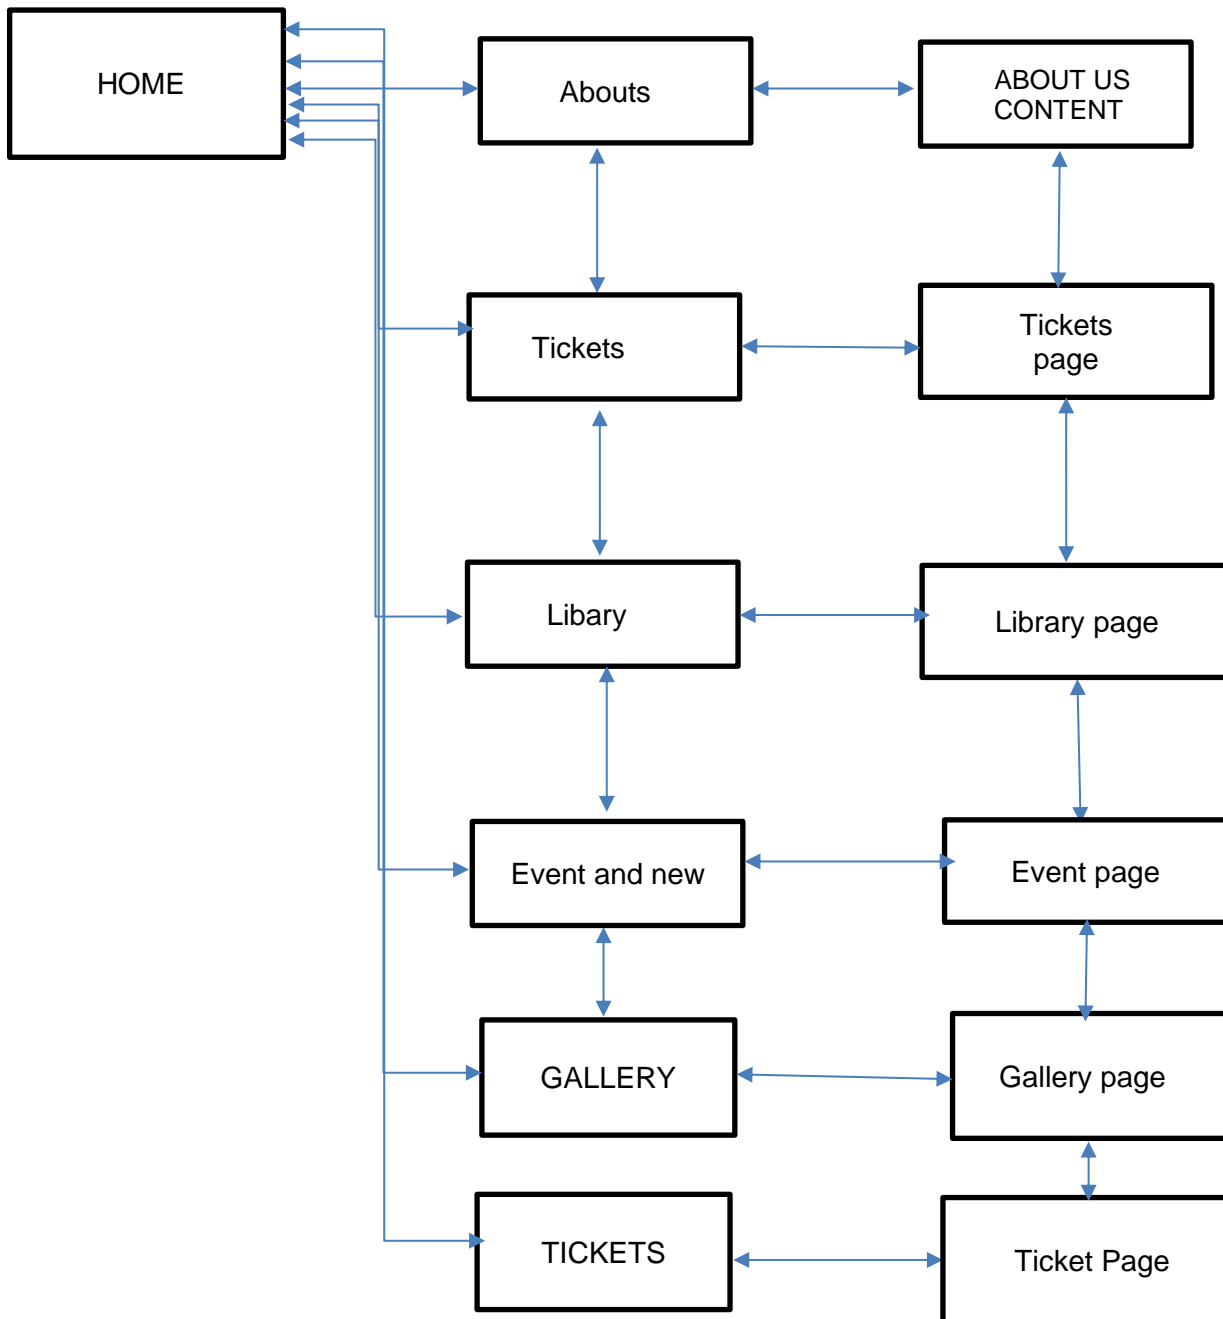 HOME
Abouts
ABOUT US
CONTENT
Tickets
Tickets
page
Libary
Library page
Event and new
Event page
GALLERY
Gallery page
TICKETS
Ticket Page